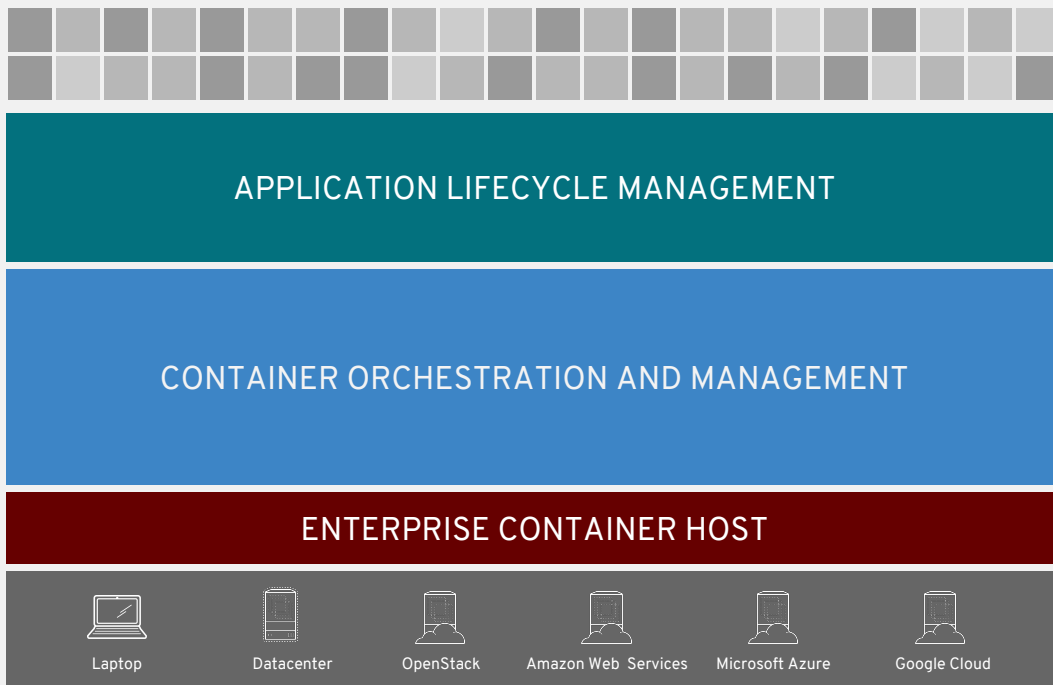 APPLICATION LIFECYCLE MANAGEMENT
CONTAINER ORCHESTRATION AND MANAGEMENT
ENTERPRISE CONTAINER HOST
Laptop Datacenter OpenStack Amazon Web Services Microsoft Azure Google Cloud